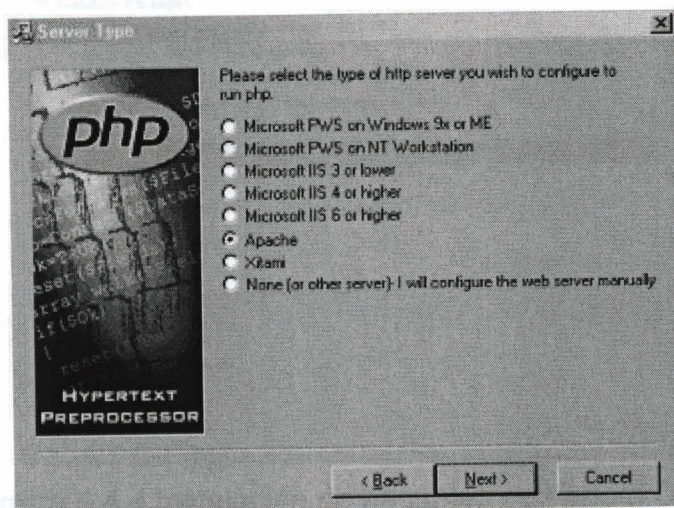 Server Type
Please select the type of http server you wish to configure to
run php.
Microsoft PWS on Windows 9x or ME
Microsoft PWS on NT Workstation
Microsoft IIS 3 or lower
Microsoft IIS 4 or higher
Microsoft IIS 6 or higher
Apache
Xitami
None (or other server)- I will configure the web server manually
php
HYPERTEXT
PREPROCESSOR
< Back
Next >
Cancel